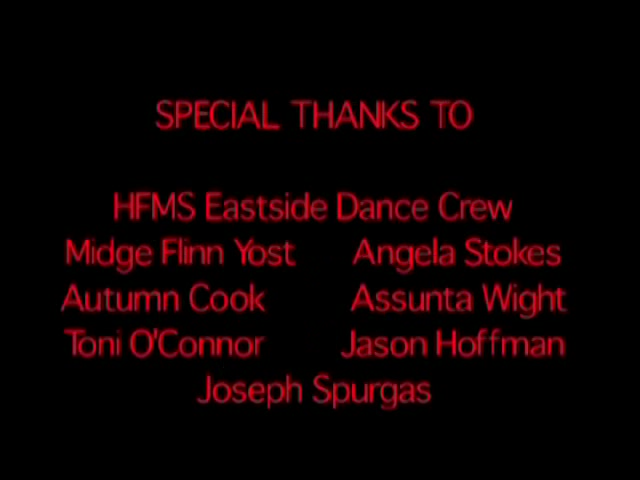 SPECIAL THANKS TO
HFMS Eastside Dance Crew
Midge Flinn Yost Angela Stokes
Autumn Cook Assunta Wight
Toni O'Connor Jason Hoffman
Joseph Spurgas